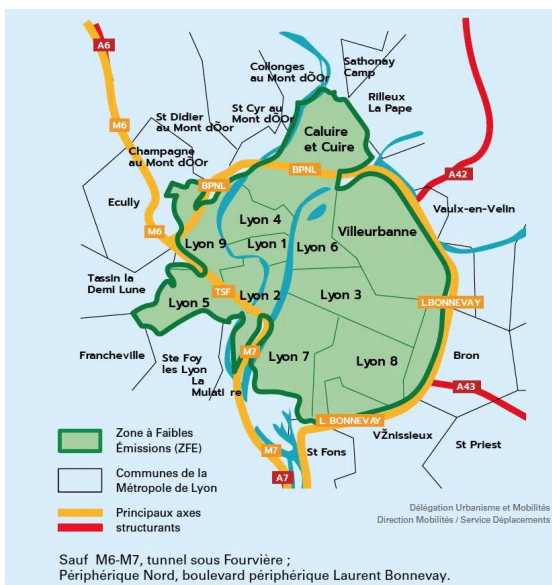 A6
Collonges
au Mont dÕOr
Sathonay
Camp
Rilleux
La Pape
St Didier
au Mont dÕOr
St Cyr au
Mont dÕOr
M6
Caluire
et Cuire
Champagne
au Mont dÕOr
BPNL
BPNL
A42
Ecully
Vaulx-en-Velin
Lyon 4
Villeurbanne
M6
Lyon 9
Lyon 1
Lyon 6
Tassin la
Demi Lune
TSF
Lyon 2
Lyon 3
L BONNEVAY
Lyon 5
Francheville
Ste Foy
les Lyon
La
Mulati re
M7
Lyon 7
Lyon 8
Bron
A43
L BONNEVAY
VŽnissieux
St Priest
M7
St Fons
A7
Zone à Faibles
Émissions (ZFE)
Communes de la
Métropole de Lyon
Principaux axes
structurants
Délégation Urbanisme et Mobilités
Direction Mobilités / Service Déplacements
Sauf M6-M7, tunnel sous Fourvière ;
Périphérique Nord, boulevard périphérique Laurent Bonnevay.